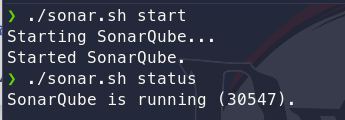 ❯ ./sonar.sh start
Starting SonarQube...
Started SonarQube.
❯ ./sonar.sh status
SonarQube is running (30547).